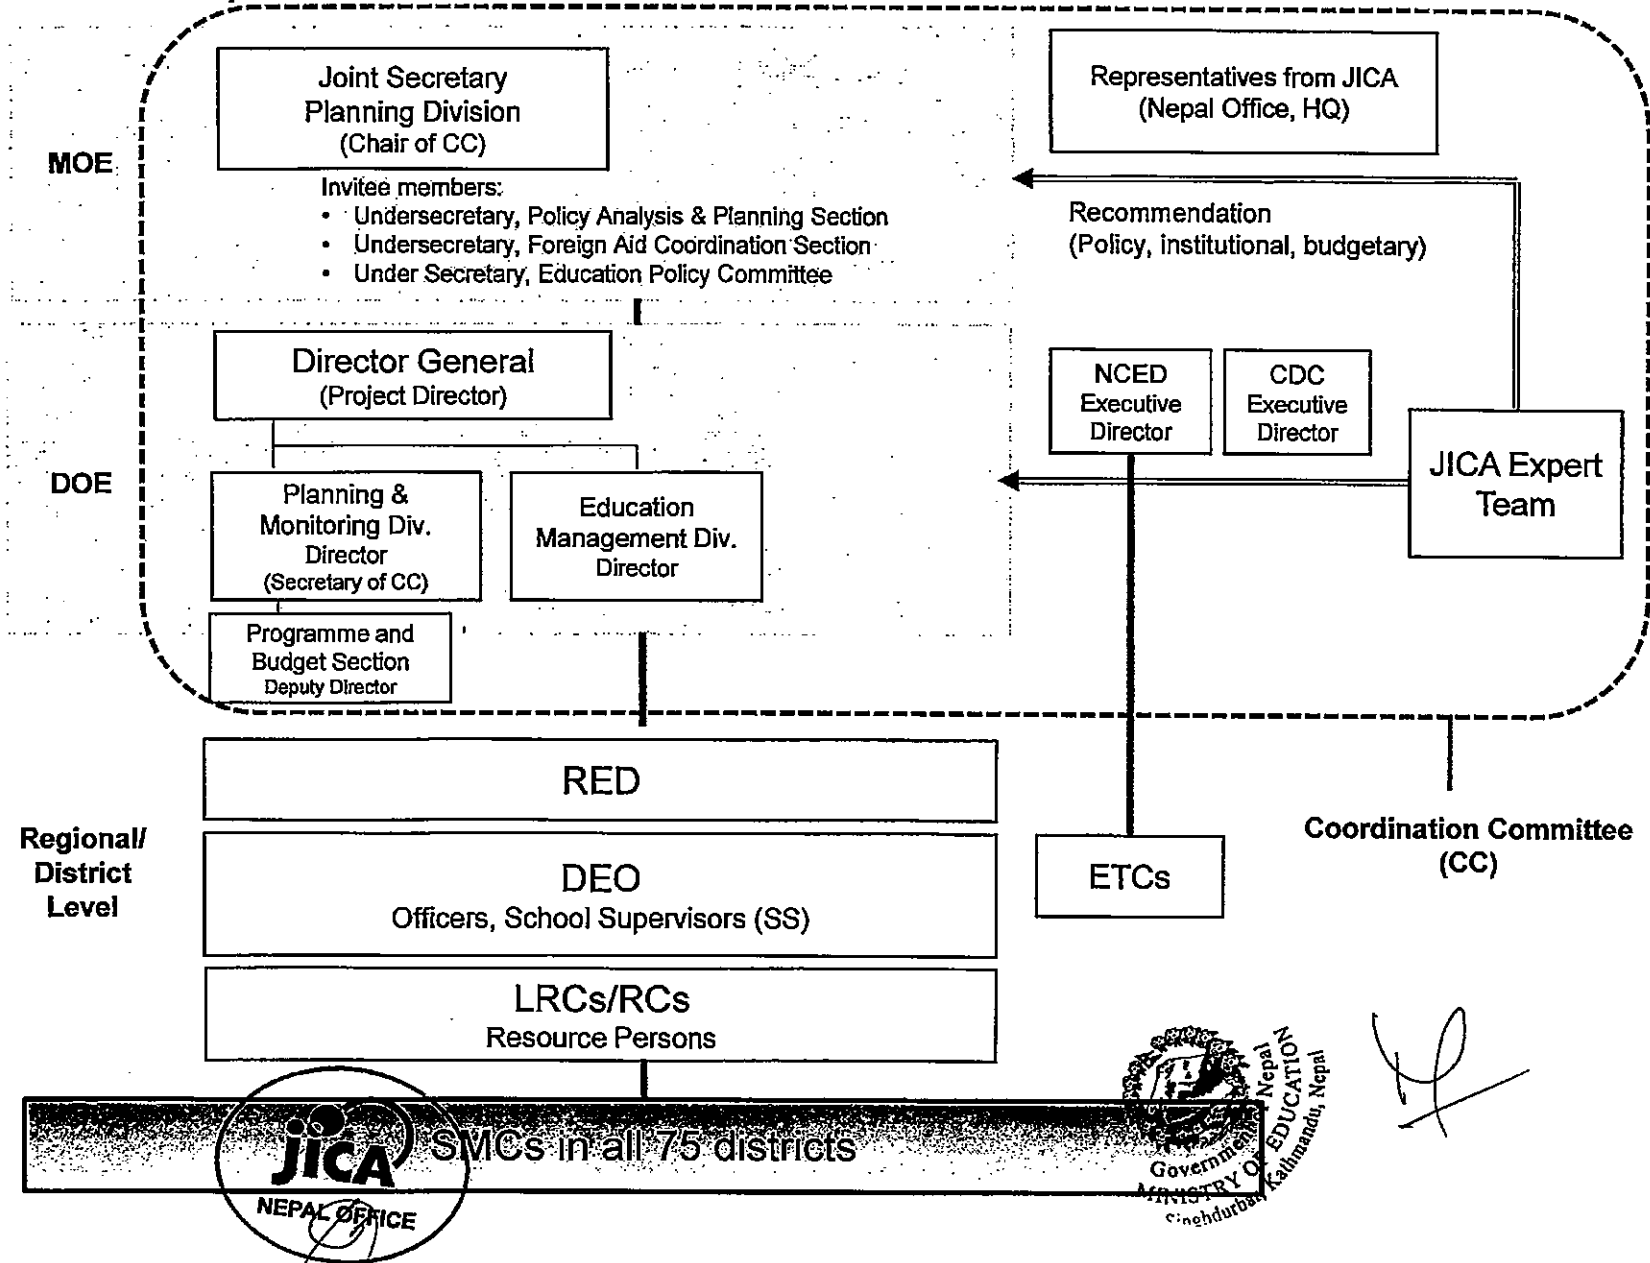 Joint Secretary
Planning Division
(Chair of CC)
Representatives from JICA
(Nepal Office, HQ)
MOE
Invitee members:
• Undersecretary, Policy Analysis & Planning Section
• Undersecretary, Foreign Aid Coordination Section
• Under Secretary, Education Policy Committee
Recommendation
(Policy, institutional, budgetary)
Director General
(Project Director)
NCED
Executive
Director
CDC
Executive
Director
JICA Expert
Team
DOE
Planning &
Monitoring Div.
Director
(Secretary of CC)
Education
Management Div.
Director
Programme and
Budget Section
Deputy Director
RED
Regional/
District
Level
DEO
Officers, School Supervisors (SS)
ETCs
Coordination Committee
(CC)
LRCs/RCs
Resource Persons
SMCs in all 75 districts
jICA
NEPAL OFFICE
Government Nepal
MINISTRY OF EDUCATION
Singhdurbar, Kathmandu, Nepal